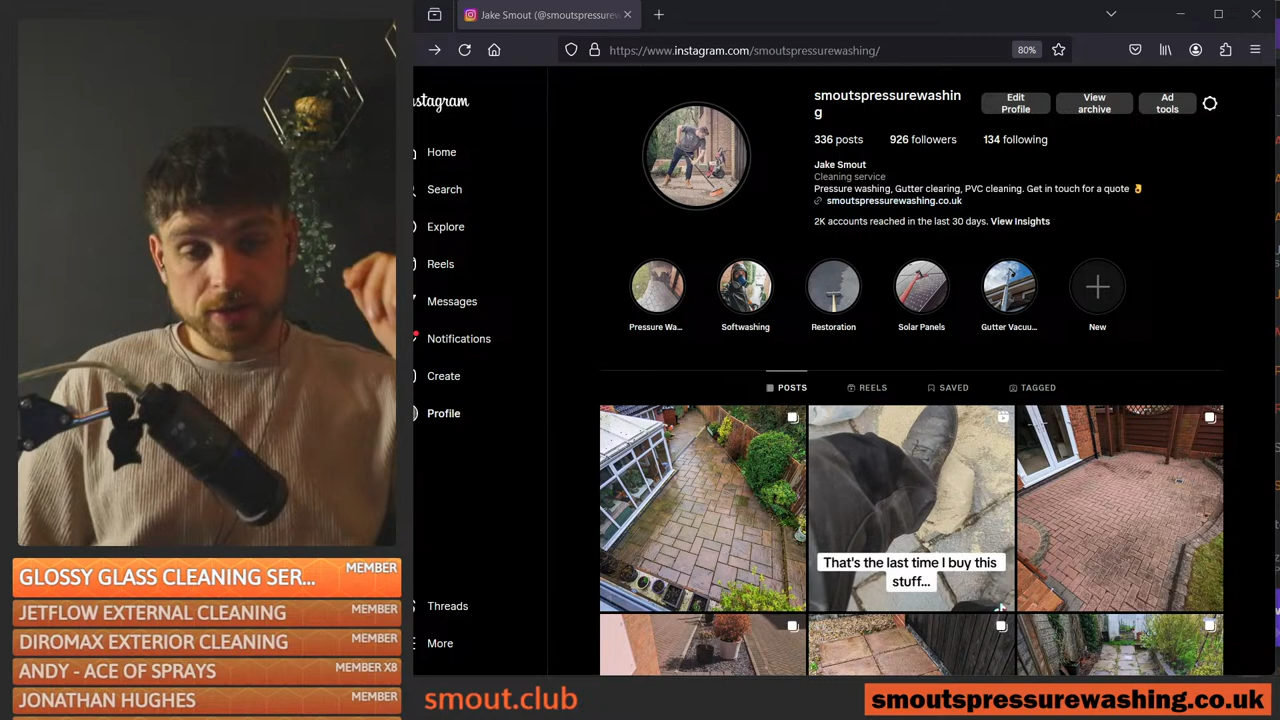 Jake Smout (@smoutspressurew
https://www.instagram.com/smoutspressurewashing/
80%
stagram
Home
Search
Explore
Reels
Messages
Notifications
Create
Profile
Threads
More
smoutspressurewashin
g
Edit
Profile
View
archive
Ad
tools
336 posts
926 followers
134 following
Jake Smout
Cleaning service
Pressure washing, Gutter clearing, PVC cleaning. Get in touch for a quote 👌
smoutspressurewashing.co.uk
2K accounts reached in the last 30 days. View Insights
Pressure Wa...
Softwashing
Restoration
Solar Panels
Gutter Vacuu...
New
POSTS
REELS
SAVED
TAGGED
That's the last time I buy this
stuff...
GLOSSY GLASS CLEANING SER...
MEMBER
JETFLOW EXTERNAL CLEANING
MEMBER
DIROMAX EXTERIOR CLEANING
MEMBER
ANDY - ACE OF SPRAYS
MEMBER X8
JONATHAN HUGHES
MEMBER
smout.club
smoutspressurewashing.co.uk